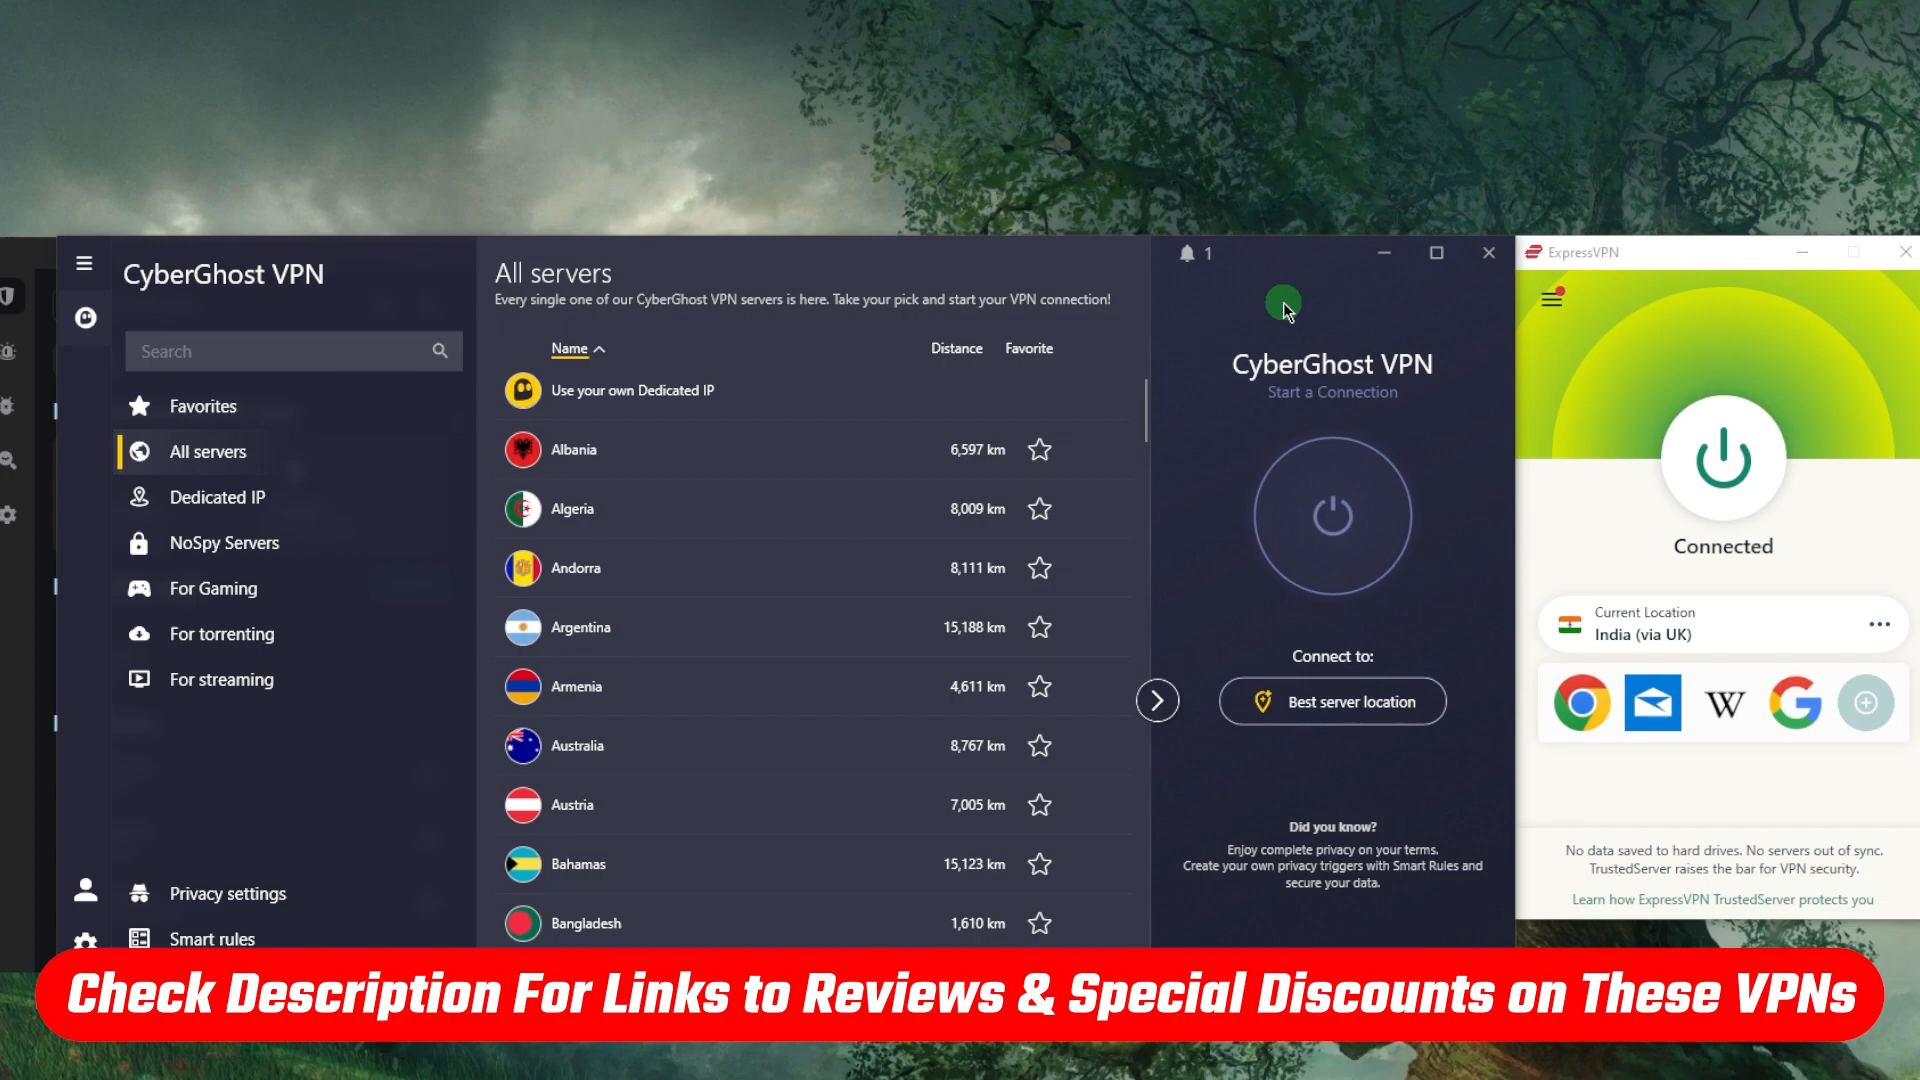 CyberGhost VPN
Search
Favorites
All servers
Dedicated IP
NoSpy Servers
For Gaming
For torrenting
For streaming
Privacy settings
Smart rules
All servers
Every single one of our CyberGhost VPN servers is here. Take your pick and start your VPN connection!
Name Distance Favorite
Use your own Dedicated IP
Albania 6,597 km
Algeria 8,009 km
Andorra 8,111 km
Argentina 15,188 km
Armenia 4,611 km
Australia 8,767 km
Austria 7,005 km
Bahamas 15,123 km
Bangladesh 1,610 km
1
CyberGhost VPN
Start a Connection
Connect to:
Best server location
Did you know?
Enjoy complete privacy on your terms.
Create your own privacy triggers with Smart Rules and
secure your data.
ExpressVPN
Connected
Current Location
India (via UK)
W
No data saved to hard drives. No servers out of sync.
TrustedServer raises the bar for VPN security.
Learn how ExpressVPN TrustedServer protects you
Check Description For Links to Reviews & Special Discounts on These VPNs